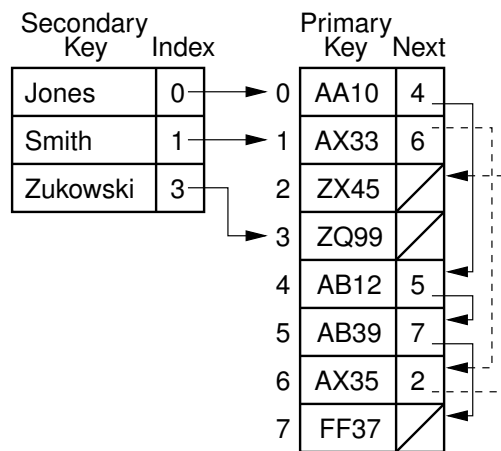 Secondary Key Index
Primary Key Next
Jones 0 0 AA10 4
Smith 1 1 AX33 6
Zukowski 3 2 ZX45
3 ZQ99
4 AB12 5
5 AB39 7
6 AX35 2
7 FF37